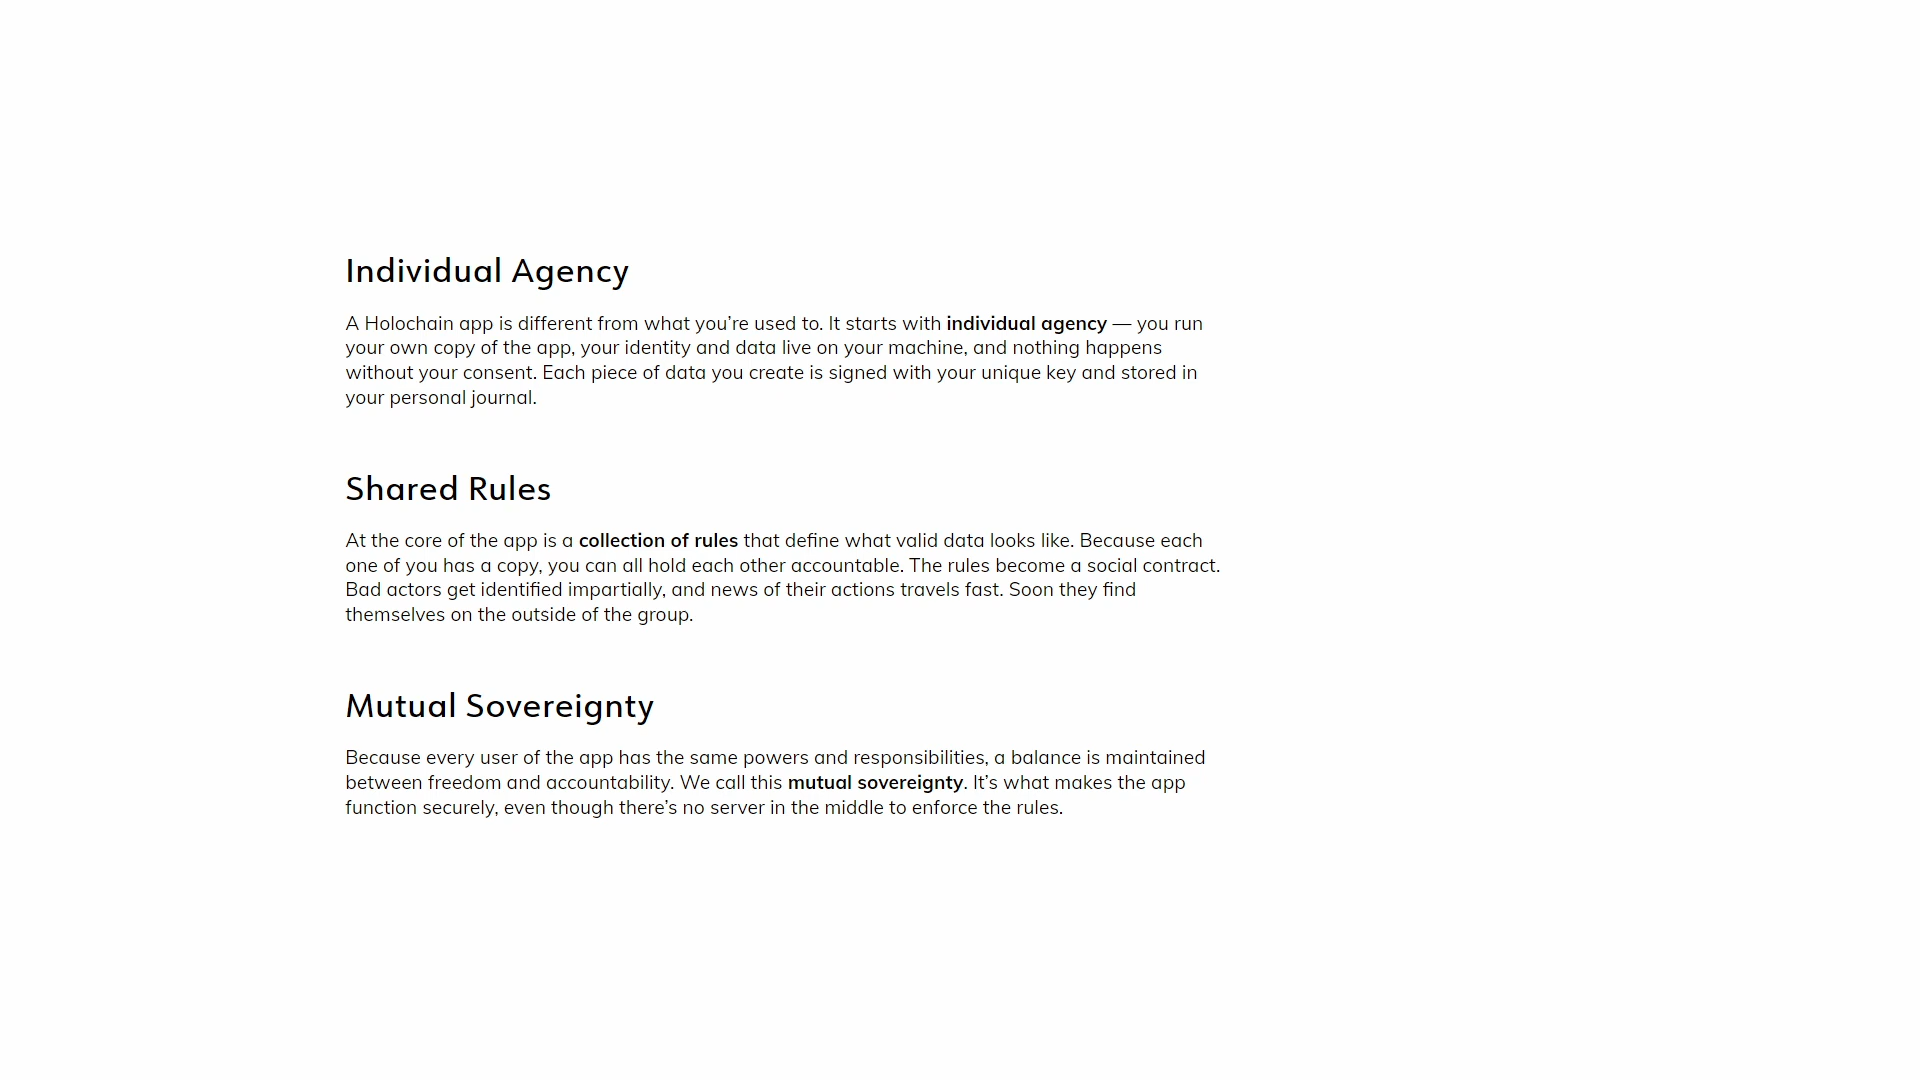 Individual Agency
A Holochain app is different from what you’re used to. It starts with individual agency — you run
your own copy of the app, your identity and data live on your machine, and nothing happens
without your consent. Each piece of data you create is signed with your unique key and stored in
your personal journal.
Shared Rules
At the core of the app is a collection of rules that define what valid data looks like. Because each
one of you has a copy, you can all hold each other accountable. The rules become a social contract.
Bad actors get identified impartially, and news of their actions travels fast. Soon they find
themselves on the outside of the group.
Mutual Sovereignty
Because every user of the app has the same powers and responsibilities, a balance is maintained
between freedom and accountability. We call this mutual sovereignty. It’s what makes the app
function securely, even though there’s no server in the middle to enforce the rules.